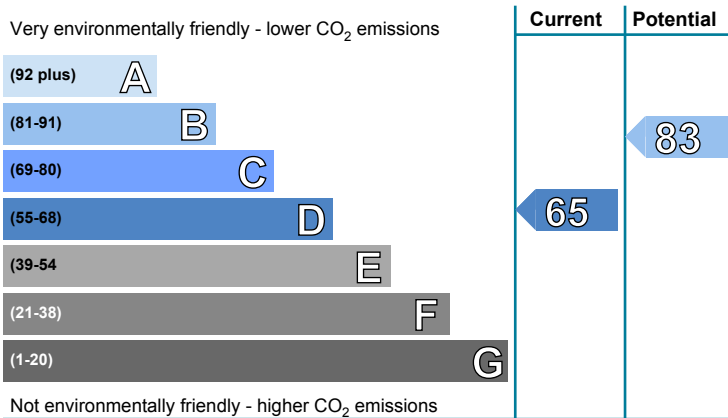 Current Potential
Very environmentally friendly - lower CO2 emissions
(92 plus) A
(81-91) B
83
(69-80) C
(55-68) D
65
(39-54 E
(21-38) F
(1-20) G
Not environmentally friendly - higher CO2 emissions